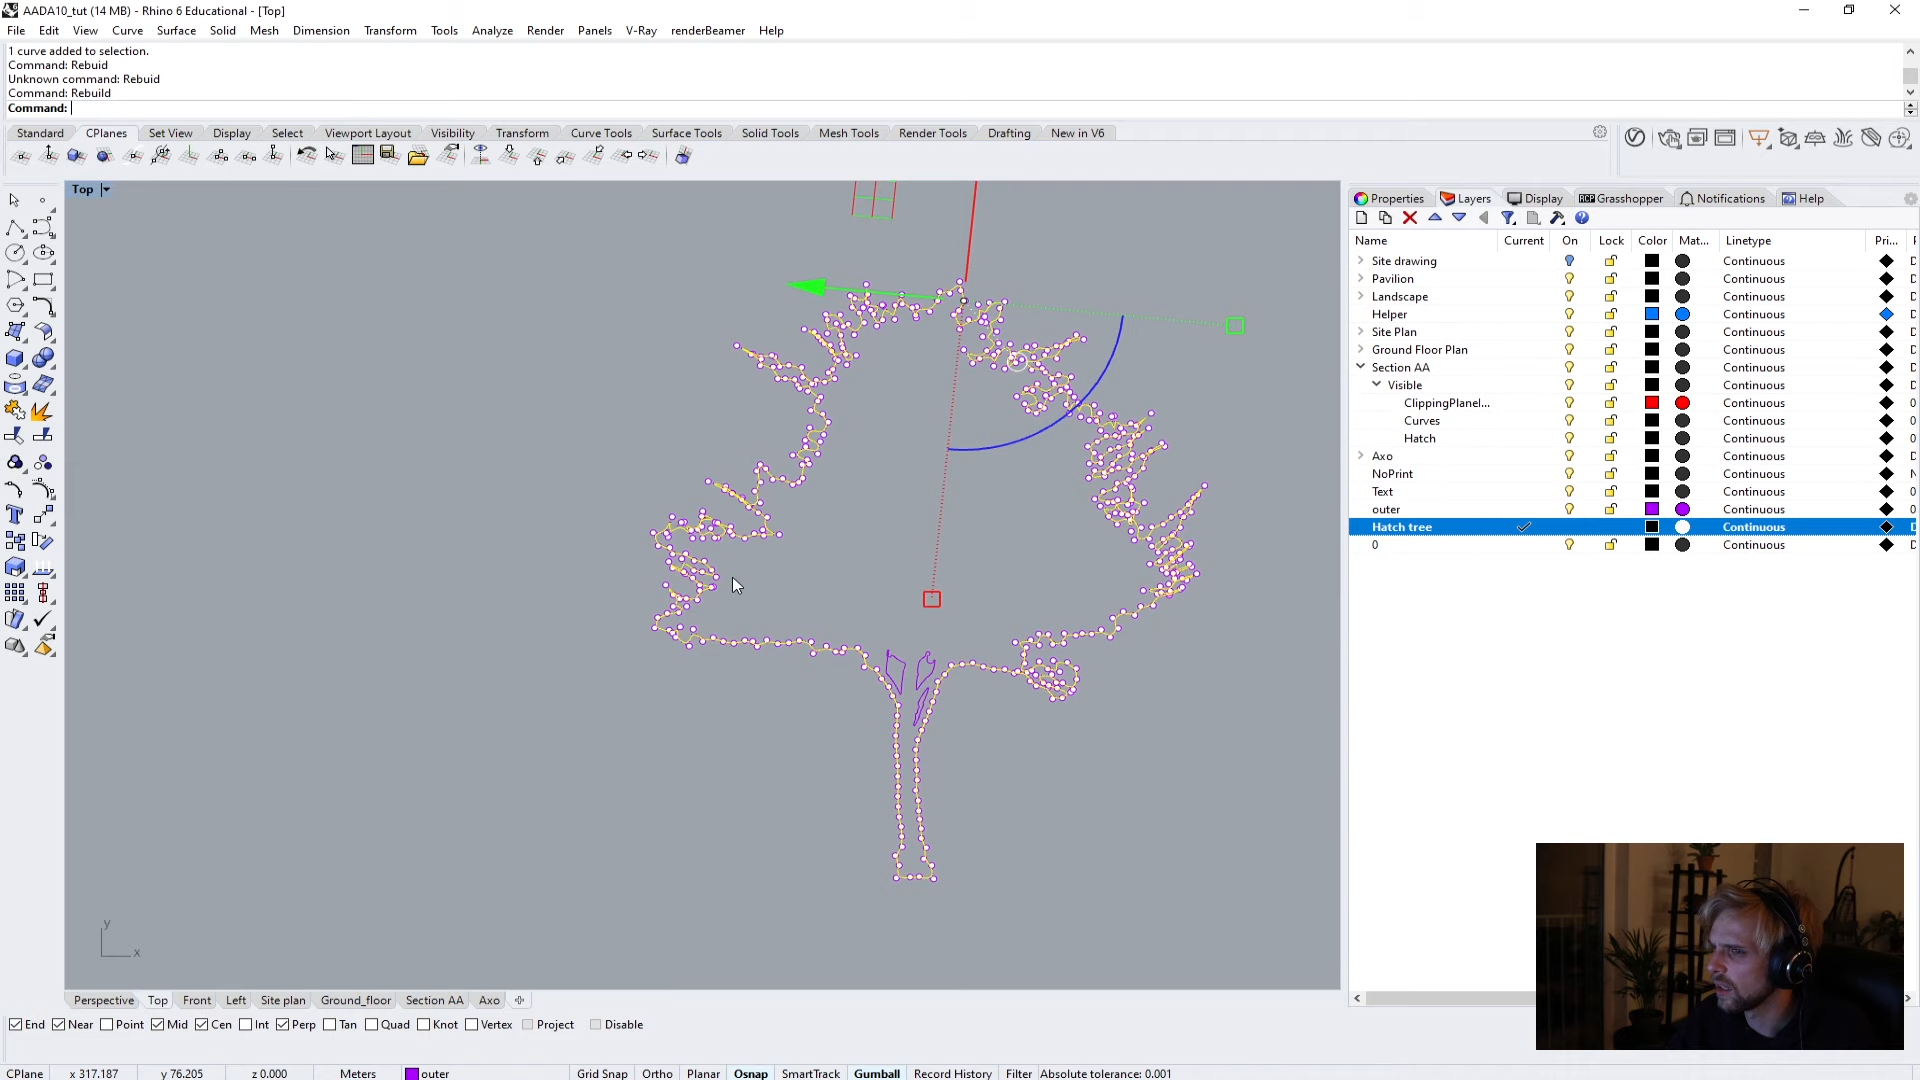 AADA10_tut (14 MB) - Rhino 6 Educational - [Top]
File Edit View Curve Surface Solid Mesh Dimension Transform Tools Analyze Render Panels V-Ray renderBeamer Help
1 curve added to selection.
Command: Rebuid
Unknown command: Rebuid
Command: Rebuild
Command:
Standard CPlanes Set View Display Select Viewport Layout Visibility Transform Curve Tools Surface Tools Solid Tools Mesh Tools Render Tools Drafting New in V6
Top
Properties Layers Display Grasshopper Notifications Help
Name Current On Lock Color Mat... Linetype Pri...
Site drawing Continuous
Pavilion Continuous
Landscape Continuous
Helper Continuous
Site Plan Continuous
Ground Floor Plan Continuous
Section AA Continuous
Visible Continuous
ClippingPlanel... Continuous
Curves Continuous
Hatch Continuous
Axo Continuous
NoPrint Continuous
Text Continuous
outer Continuous
Hatch tree Continuous
0 Continuous
y
x
Perspective Top Front Left Site plan Ground_floor Section AA Axo
End Near Point Mid Cen Int Perp Tan Quad Knot Vertex Project Disable
CPlane x 317.187 y 76.205 z 0.000 Meters outer Grid Snap Ortho Planar Osnap SmartTrack Gumball Record History Filter Absolute tolerance: 0.001